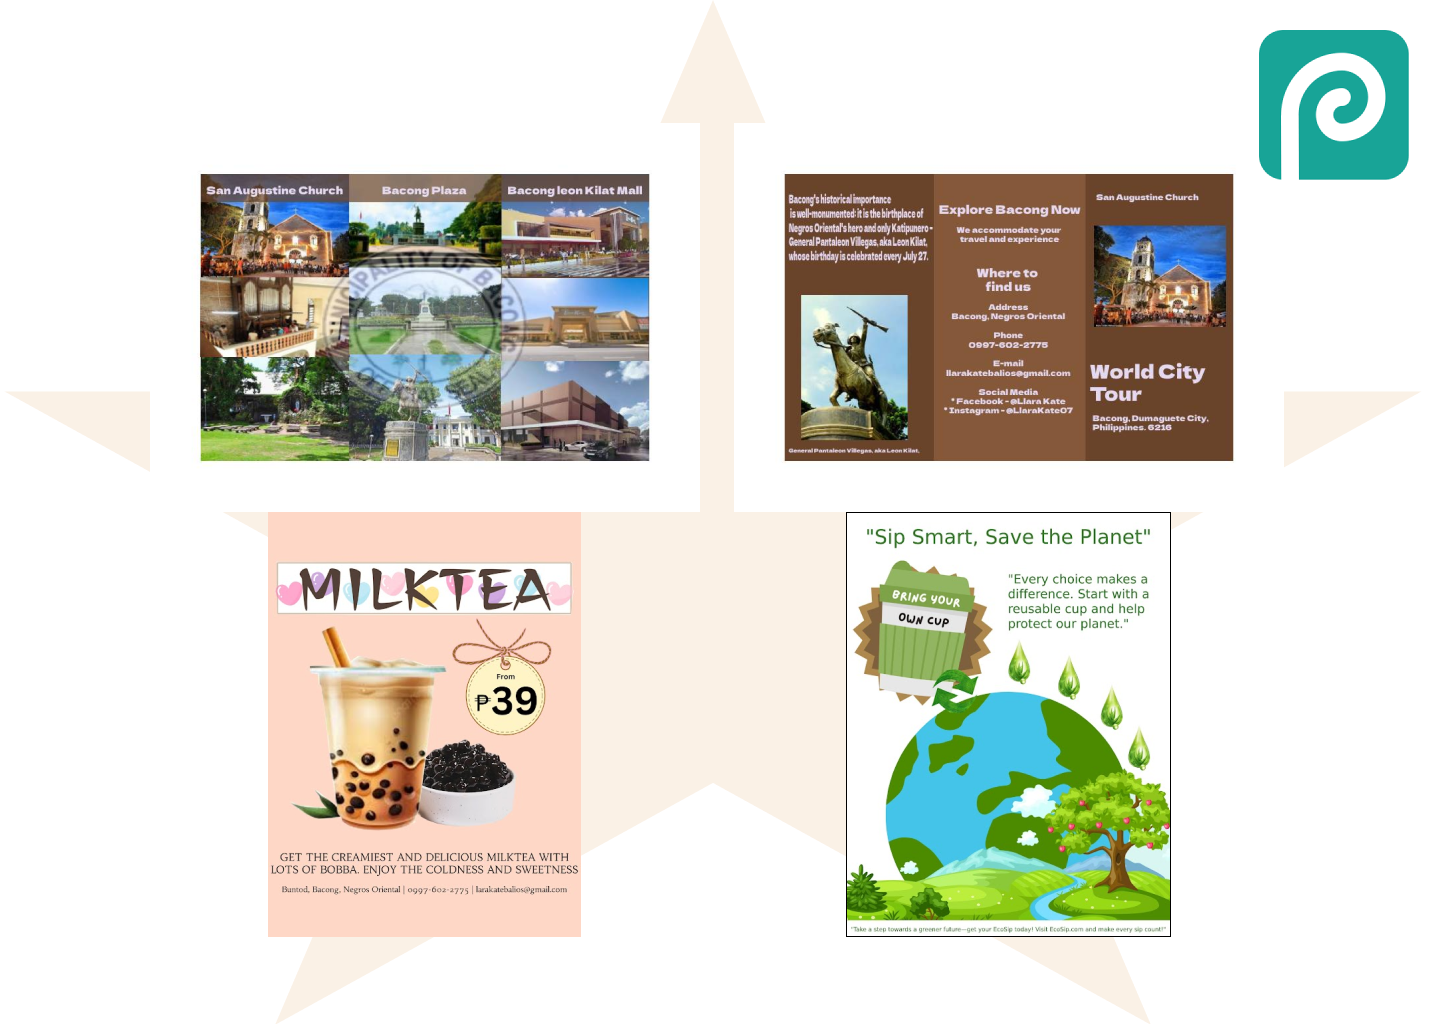 San Augustine Church
Bacong Plaza
Bacong leon Kilat Mall
MUNICIPALITY OF BACONG
Bacong's historical importance
is well-monumented: it is the birthplace of
Negros Oriental's hero and only Katipunero -
General Pantaleon Villegas, aka Leon Kilat,
whose birthday is celebrated every July 27.
General Pantaleon Villegas, aka Leon Kilat,
Explore Bacong Now
We accommodate your
travel and experience
Where to
find us
Address
Bacong, Negros Oriental
Phone
0997-602-2775
E-mail
llarakatebalios@gmail.com
Social Media
* Facebook - @Llara Kate
* Instagram - @LlaraKate07
San Augustine Church
World City
Tour
Bacong, Dumaguete City,
Philippines. 6216
MILKTEA
From
₱39
GET THE CREAMIEST AND DELICIOUS MILKTEA WITH
LOTS OF BOBBA. ENJOY THE COLDNESS AND SWEETNESS
Buntod, Bacong, Negros Oriental | 0997-602-2775 | larakatebalios@gmail.com
"Sip Smart, Save the Planet"
BRING YOUR
OWN CUP
"Every choice makes a
difference. Start with a
reusable cup and help
protect our planet."
"Take a step towards a greener future—get your EcoSip today! Visit EcoSip.com and make every sip count!"